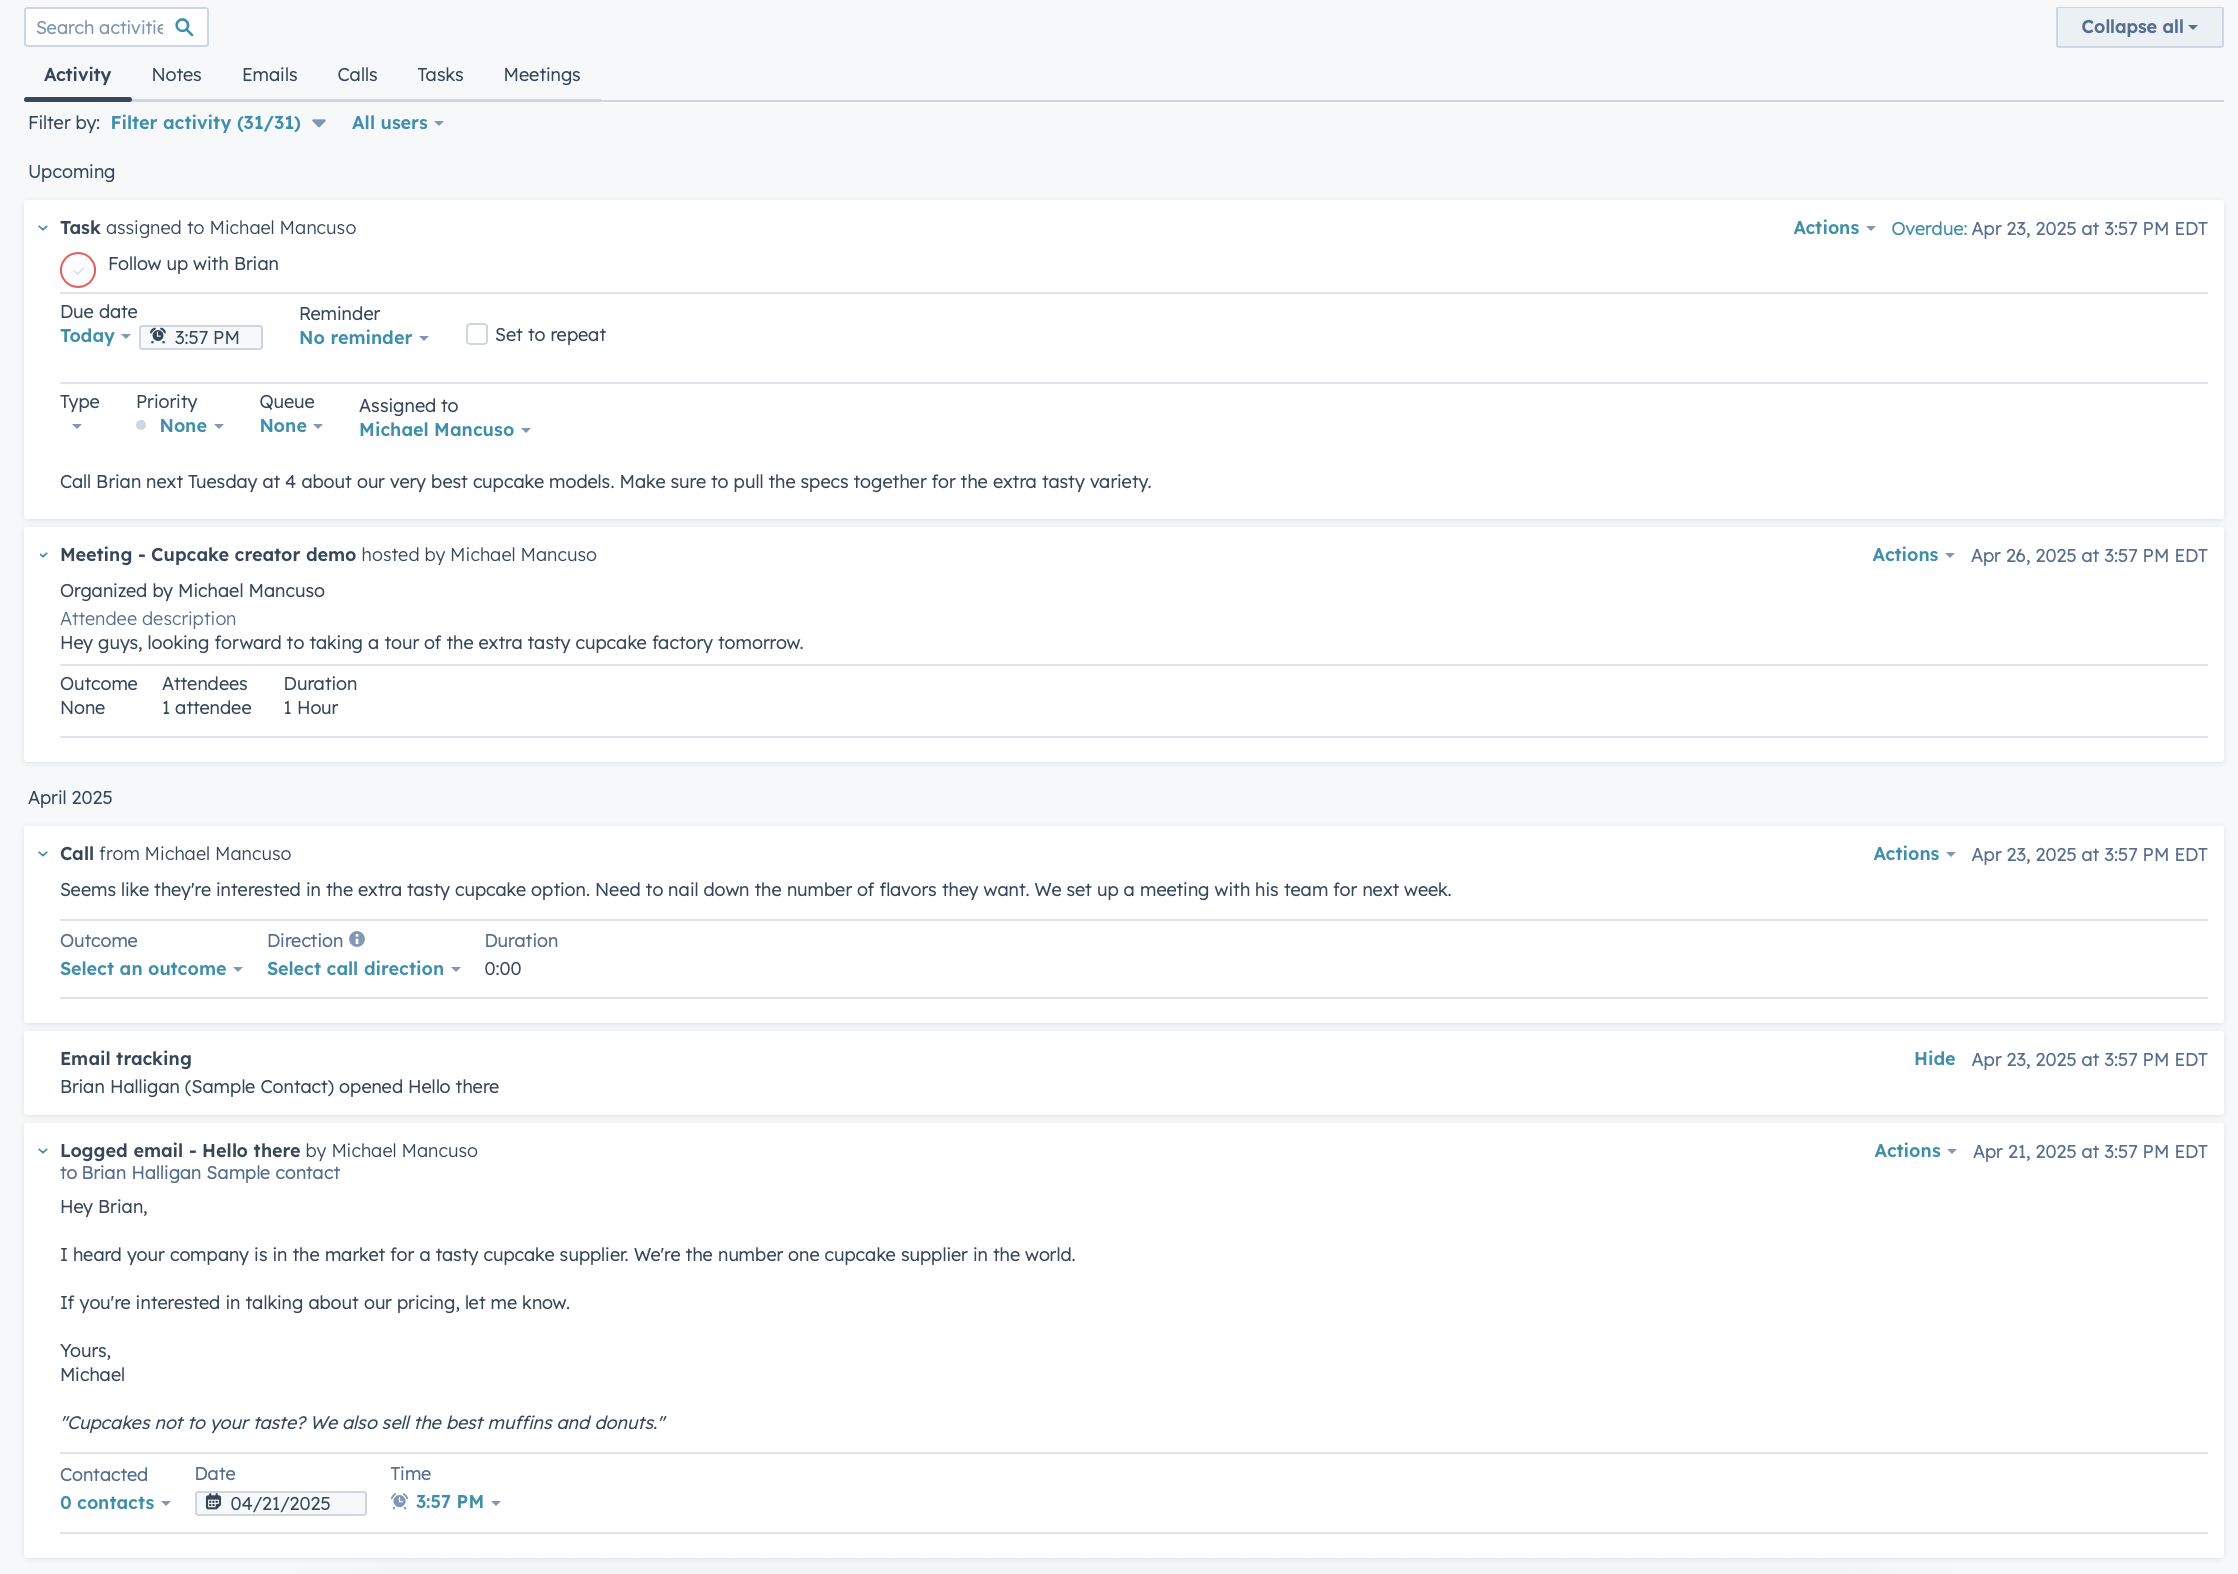 Search activitie
Collapse all
Activity Notes Emails Calls Tasks Meetings
Filter by: Filter activity (31/31) All users
Upcoming
Task assigned to Michael Mancuso Actions Overdue: Apr 23, 2025 at 3:57 PM EDT
Follow up with Brian
Due date Reminder
Today 3:57 PM No reminder Set to repeat
Type Priority Queue Assigned to
None None Michael Mancuso
Call Brian next Tuesday at 4 about our very best cupcake models. Make sure to pull the specs together for the extra tasty variety.
Meeting - Cupcake creator demo hosted by Michael Mancuso Actions Apr 26, 2025 at 3:57 PM EDT
Organized by Michael Mancuso
Attendee description
Hey guys, looking forward to taking a tour of the extra tasty cupcake factory tomorrow.
Outcome Attendees Duration
None 1 attendee 1 Hour
April 2025
Call from Michael Mancuso Actions Apr 23, 2025 at 3:57 PM EDT
Seems like they're interested in the extra tasty cupcake option. Need to nail down the number of flavors they want. We set up a meeting with his team for next week.
Outcome Direction Duration
Select an outcome Select call direction 0:00
Email tracking Hide Apr 23, 2025 at 3:57 PM EDT
Brian Halligan (Sample Contact) opened Hello there
Logged email - Hello there by Michael Mancuso Actions Apr 21, 2025 at 3:57 PM EDT
to Brian Halligan Sample contact
Hey Brian,
I heard your company is in the market for a tasty cupcake supplier. We're the number one cupcake supplier in the world.
If you're interested in talking about our pricing, let me know.
Yours,
Michael
"Cupcakes not to your taste? We also sell the best muffins and donuts."
Contacted Date Time
0 contacts 04/21/2025 3:57 PM